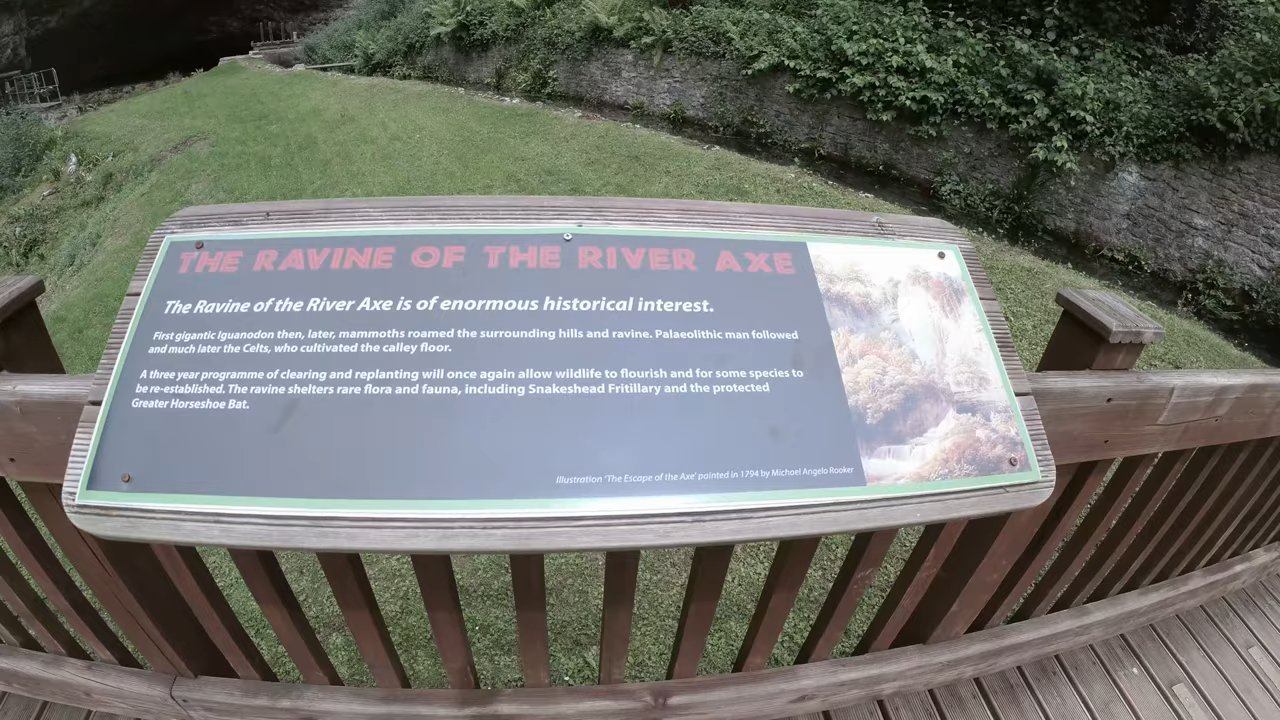 THE RAVINE OF THE RIVER AXE
The Ravine of the River Axe is of enormous historical interest.
First gigantic Iguanodon then, later, mammoths roamed the surrounding hills and ravine. Palaeolithic man followed
and much later the Celts, who cultivated the calley floor.
A three year programme of clearing and replanting will once again allow wildlife to flourish and for some species to
be re-established. The ravine shelters rare flora and fauna, including Snakeshead Fritillary and the protected
Greater Horseshoe Bat.
Illustration 'The Escape of the Axe' painted in 1794 by Michael Angelo Rooker